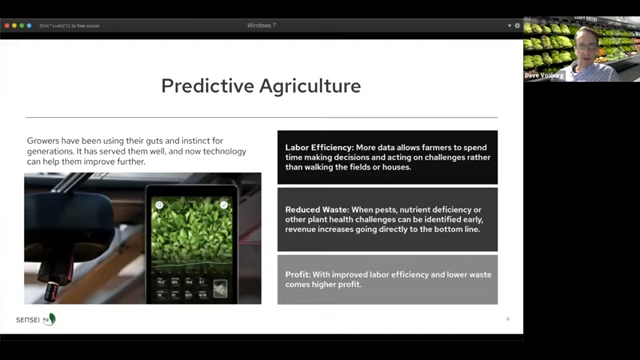 Windows 7
Dave Vosburg
Predictive Agriculture
Growers have been using their guts and instinct for
generations. It has served them well, and now technology
can help them improve further.
Labor Efficiency: More data allows farmers to spend
time making decisions and acting on challenges rather
than walking the fields or houses.
Reduced Waste: When pests, nutrient deficiency or
other plant health challenges can be identified early,
revenue increases going directly to the bottom line.
Profit: With improved labor efficiency and lower waste
comes higher profit.
SENSEI
4